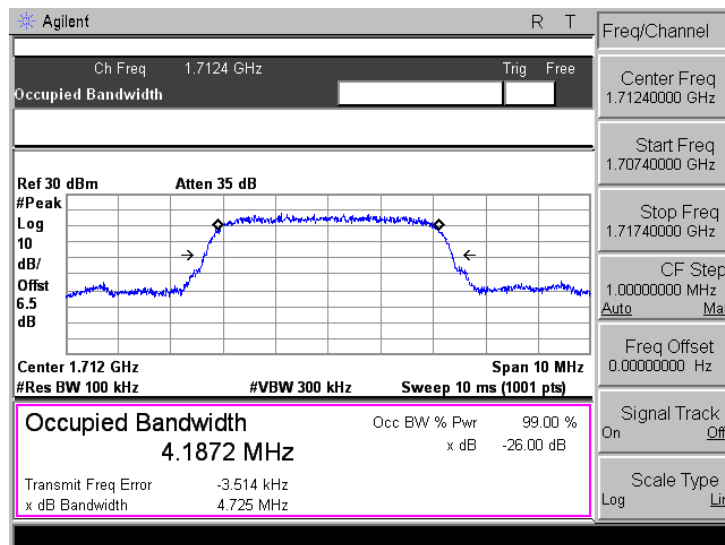 Agilent R T
Ch Freq 1.7124 GHz Trig Free
Occupied Bandwidth
Ref 30 dBm Atten 35 dB
#Peak
Log
10
dB/
Offst
6.5
dB
Center 1.712 GHz Span 10 MHz
#Res BW 100 kHz #VBW 300 kHz Sweep 10 ms (1001 pts)
Occupied Bandwidth
4.1872 MHz
Occ BW % Pwr 99.00 %
x dB -26.00 dB
Transmit Freq Error -3.514 kHz
x dB Bandwidth 4.725 MHz
Freq/Channel
Center Freq
1.71240000 GHz
Start Freq
1.70740000 GHz
Stop Freq
1.71740000 GHz
CF Step
1.00000000 MHz
Auto Ma
Freq Offset
0.00000000 Hz
Signal Track
On Off
Scale Type
Log Lin